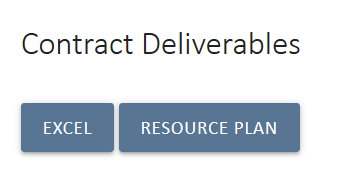 Contract Deliverables
EXCEL RESOURCE PLAN